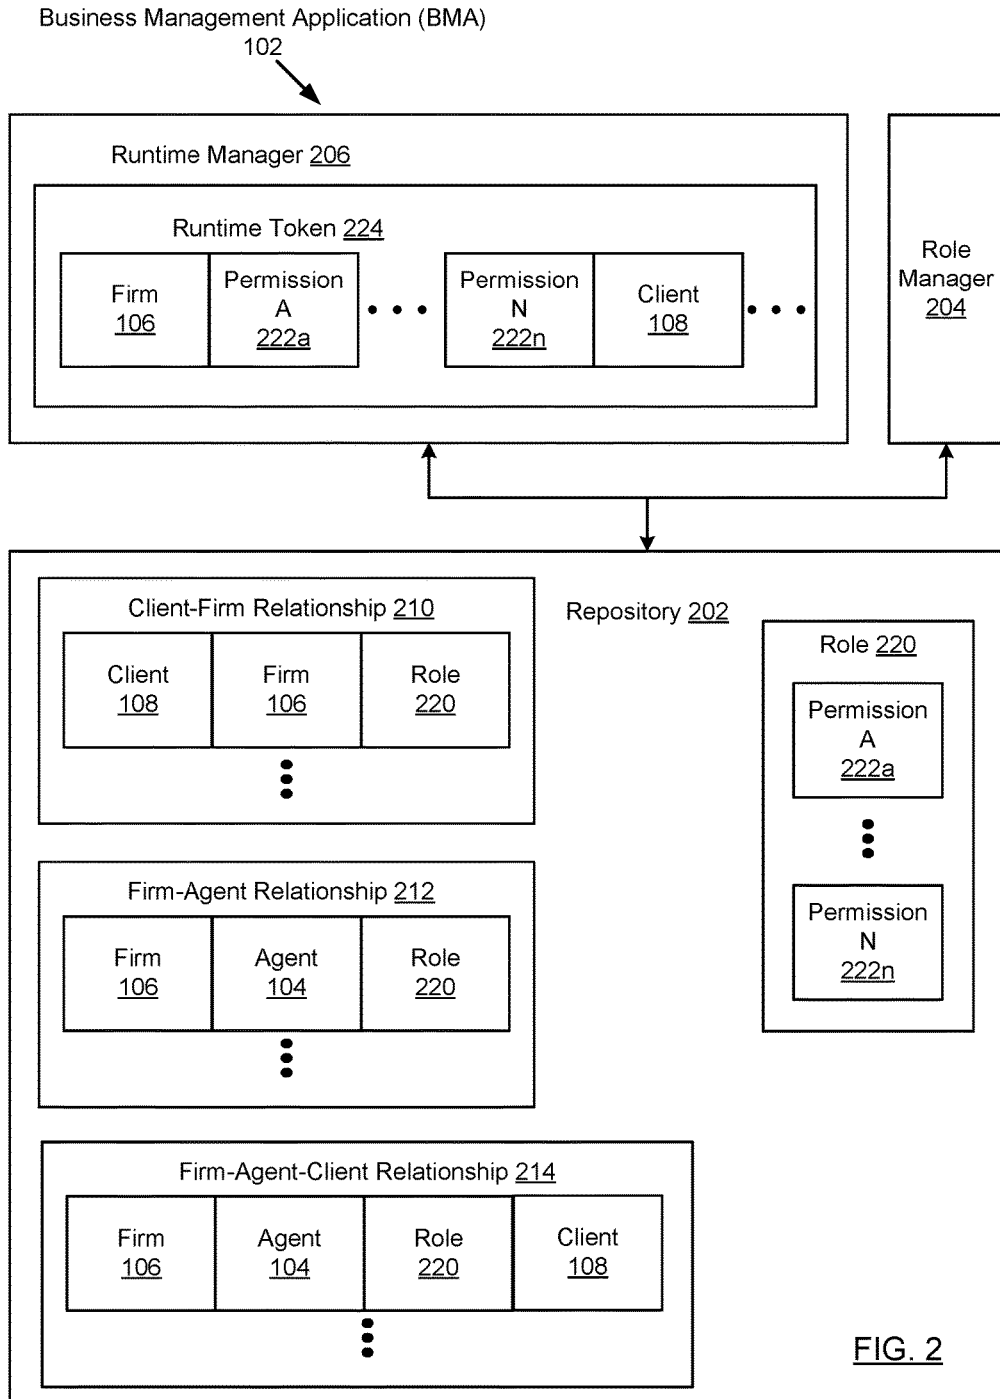 Business Management Application (BMA)
102
Runtime Manager 206
Runtime Token 224
Firm
106
Permission
A
222a
Permission
N
222n
Client
108
Role
Manager
204
Client-Firm Relationship 210
Client
108
Firm
106
Role
220
Repository 202
Role 220
Permission
A
222a
Permission
N
222n
Firm-Agent Relationship 212
Firm
106
Agent
104
Role
220
Firm-Agent-Client Relationship 214
Firm
106
Agent
104
Role
220
Client
108
FIG. 2